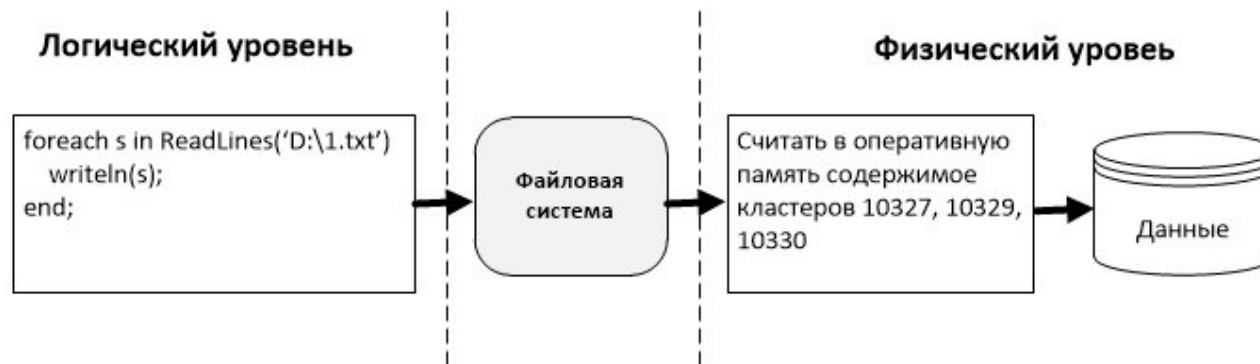 Логический уровень
Физический уровеь
foreach s in ReadLines(‘D:\1.txt’)
writeln(s);
end;
Файловая
система
Считать в оперативную
память содержимое
кластеров 10327, 10329,
10330
Данные